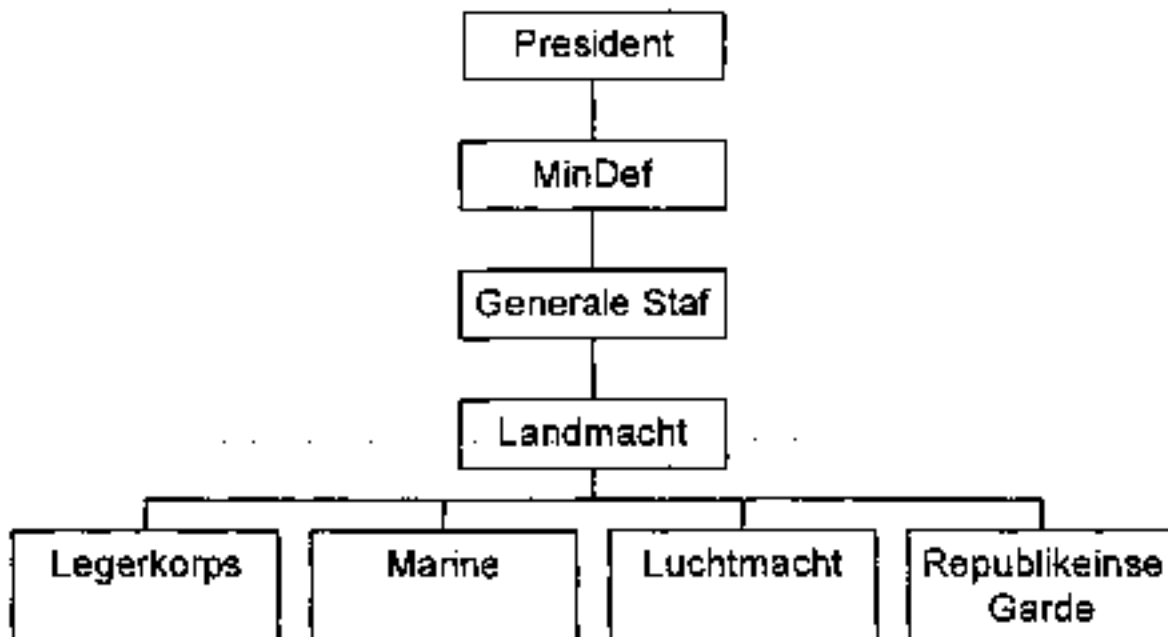 President
MinDef
Generale Staf
Landmacht
Legerkorps
Marine
Luchtmacht
Republikeinse
Garde